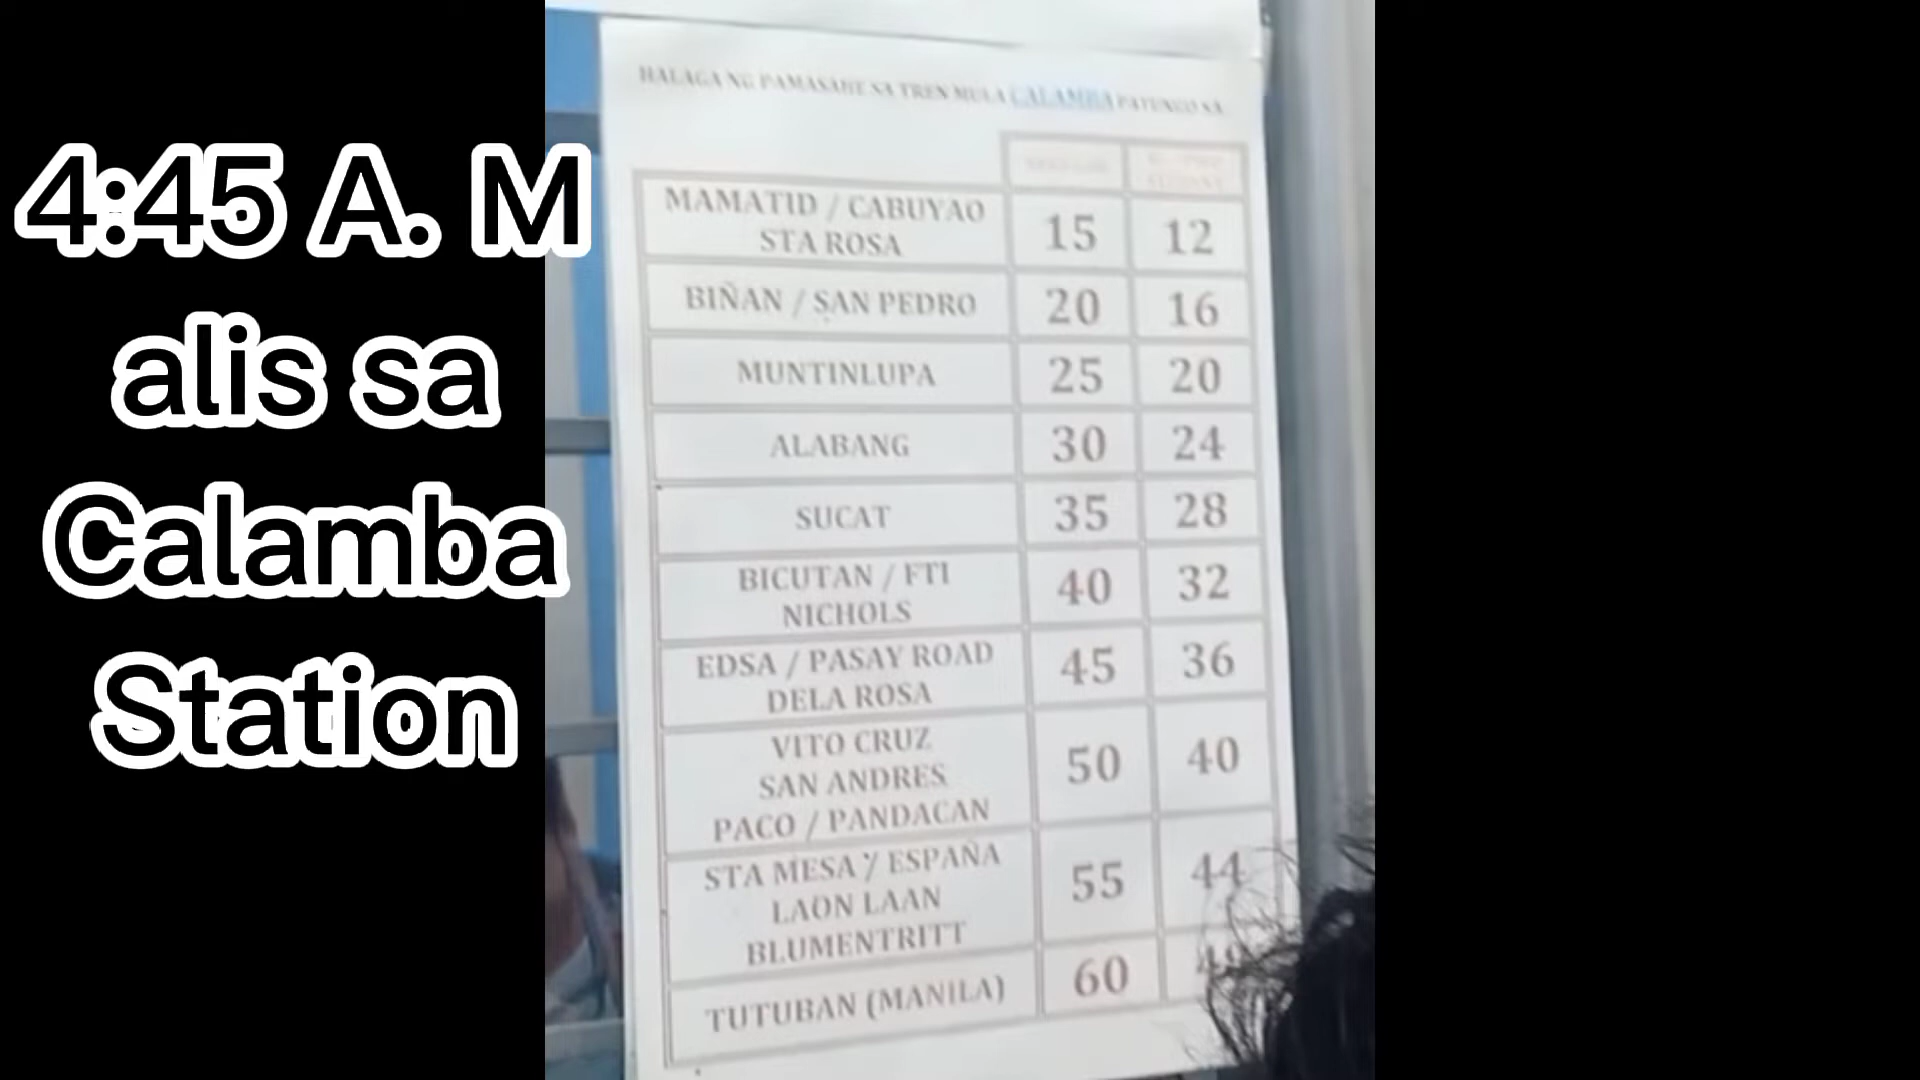 4:45 A. M
alis sa
Calamba
Station
HALAGA NG PAMASAHE SA TREN MULA CALAMBA PATUNGO SA
MAMATID / CABUYAO
STA ROSA
15 12
BIÑAN / SAN PEDRO 20 16
MUNTINLUPA 25 20
ALABANG 30 24
SUCAT 35 28
BICUTAN / FTI
NICHOLS
40 32
EDSA / PASAY ROAD
DELA ROSA
45 36
VITO CRUZ
SAN ANDRES
PACO / PANDACAN
50 40
STA MESA / ESPAÑA
LAON LAAN
BLUMENTRITT
55 44
TUTUBAN (MANILA) 60